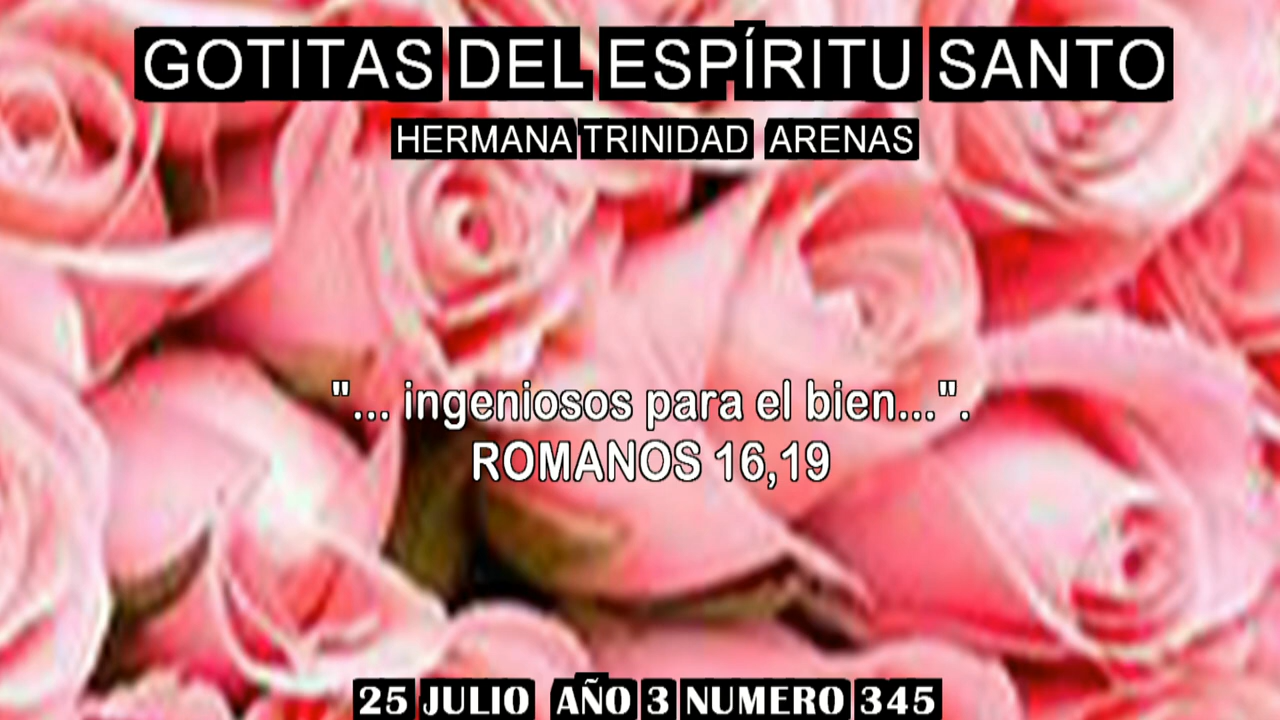 GOTITAS DEL ESPÍRITU SANTO
HERMANA TRINIDAD ARENAS
"... ingeniosos para el bien...".
ROMANOS 16,19
25 JULIO AÑO 3 NUMERO 345